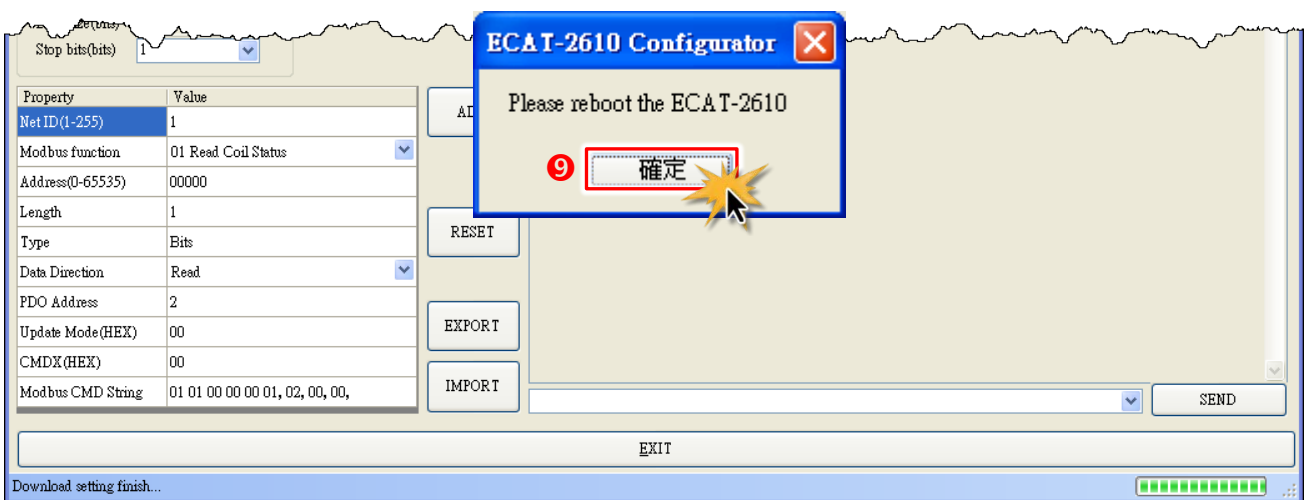 Stop bits(bits) 1
ECAT-2610 Configurator
Please reboot the ECAT-2610
9 確定
Property Value
Net ID(1-255) 1
Modbus function 01 Read Coil Status
Address(0-65535) 00000
Length 1
Type Bits
Data Direction Read
PDO Address 2
Update Mode(HEX) 00
CMDX(HEX) 00
Modbus CMD String 01 01 00 00 00 01, 02, 00, 00,
RESET
EXPORT
IMPORT
SEND
EXIT
Download setting finish...